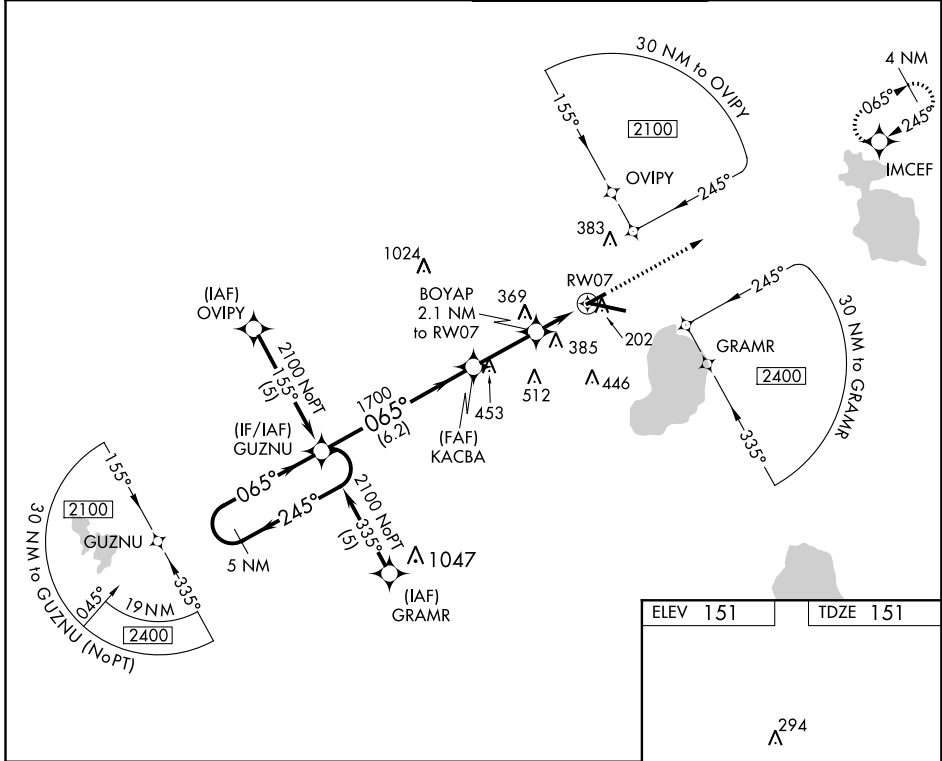 30 NM to OVIPY
155°
2100
OVIPY
245°
4 NM
065°
245°
IMCEF
383
1024
369
BOYAP
2.1 NM
to RW07
RW07
202
385
512
446
453
(IAF)
OVIPY
2100 NoPT
155°
(5)
1700
065°
(6.2)
(FAF)
KACBA
(IF/IAF)
GUZNU
065°
245°
5 NM
2100 NoPT
335°
(5)
1047
(IAF)
GRAMR
245°
GRAMR
2400
335°
30 NM to GRAMR
155°
2100
GUZNU
335°
045°
19 NM
2400
30 NM to GUZNU (NoPT)
ELEV 151
TDZE 151
294